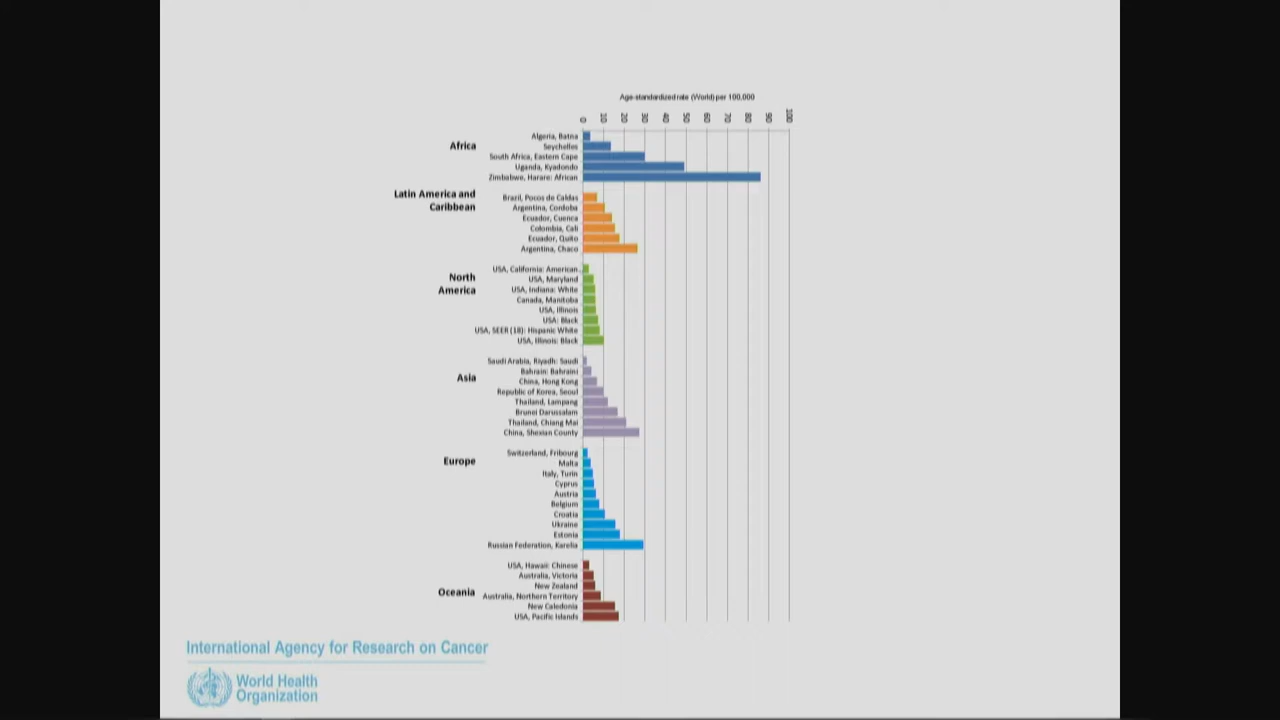 Age-standardized rate (World) per 100,000
0 10 20 30 40 50 60 70 80 90 100
Africa
Algeria, Batna
Seychelles
South Africa, Eastern Cape
Uganda, Kyadondo
Zimbabwe, Harare: African
Latin America and
Caribbean
Brazil, Pocos de Caldas
Argentina, Cordoba
Ecuador, Cuenca
Colombia, Cali
Ecuador, Quito
Argentina, Chaco
North
America
USA, California: American
USA, Maryland
USA, Indiana: White
Canada, Manitoba
USA, Illinois
USA: Black
USA, SEER (18): Hispanic White
USA, Illinois: Black
Asia
Saudi Arabia, Riyadh: Saudi
Bahrain: Bahraini
China, Hong Kong
Republic of Korea, Seoul
Thailand, Lampang
Brunei Darussalam
Thailand, Chiang Mai
China, Shexian County
Europe
Switzerland, Fribourg
Malta
Italy, Turin
Cyprus
Austria
Belgium
Croatia
Ukraine
Estonia
Russian Federation, Karelia
Oceania
USA, Hawaii: Chinese
Australia, Victoria
New Zealand
Australia, Northern Territory
New Caledonia
USA, Pacific Islands
International Agency for Research on Cancer
World Health
Organization